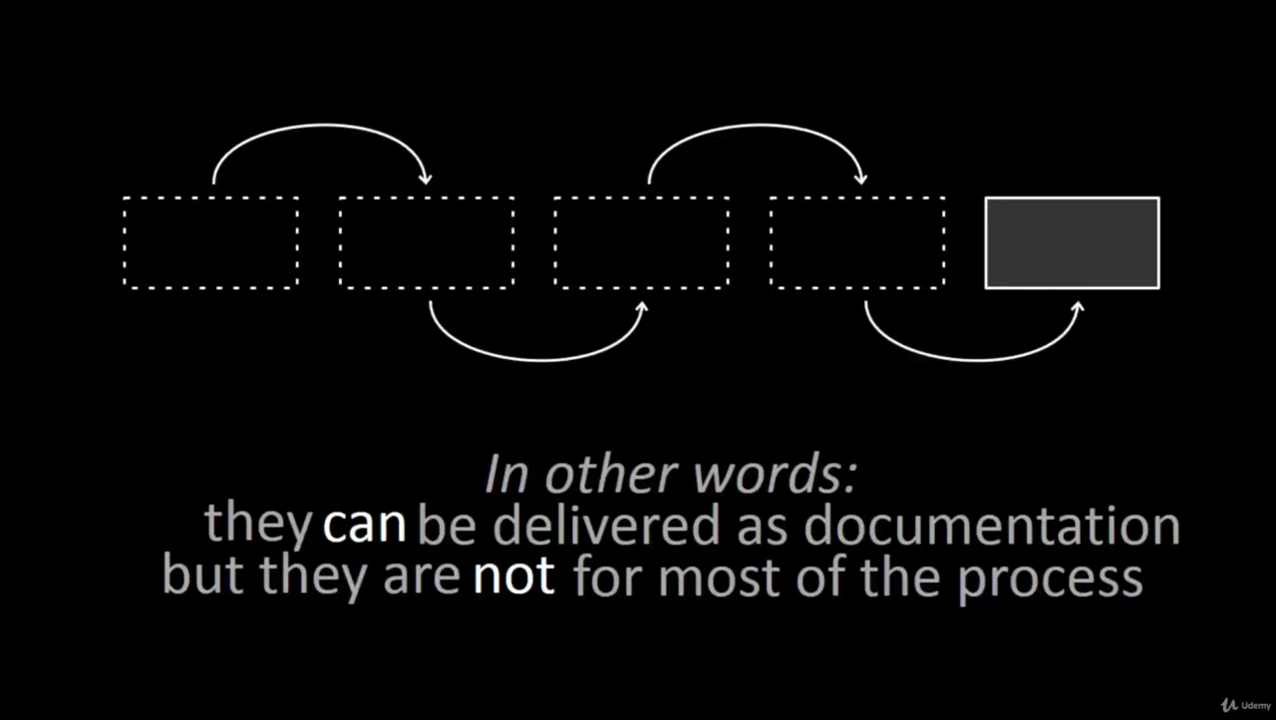 In other words:
they can be delivered as documentation
but they are not for most of the process
Udemy